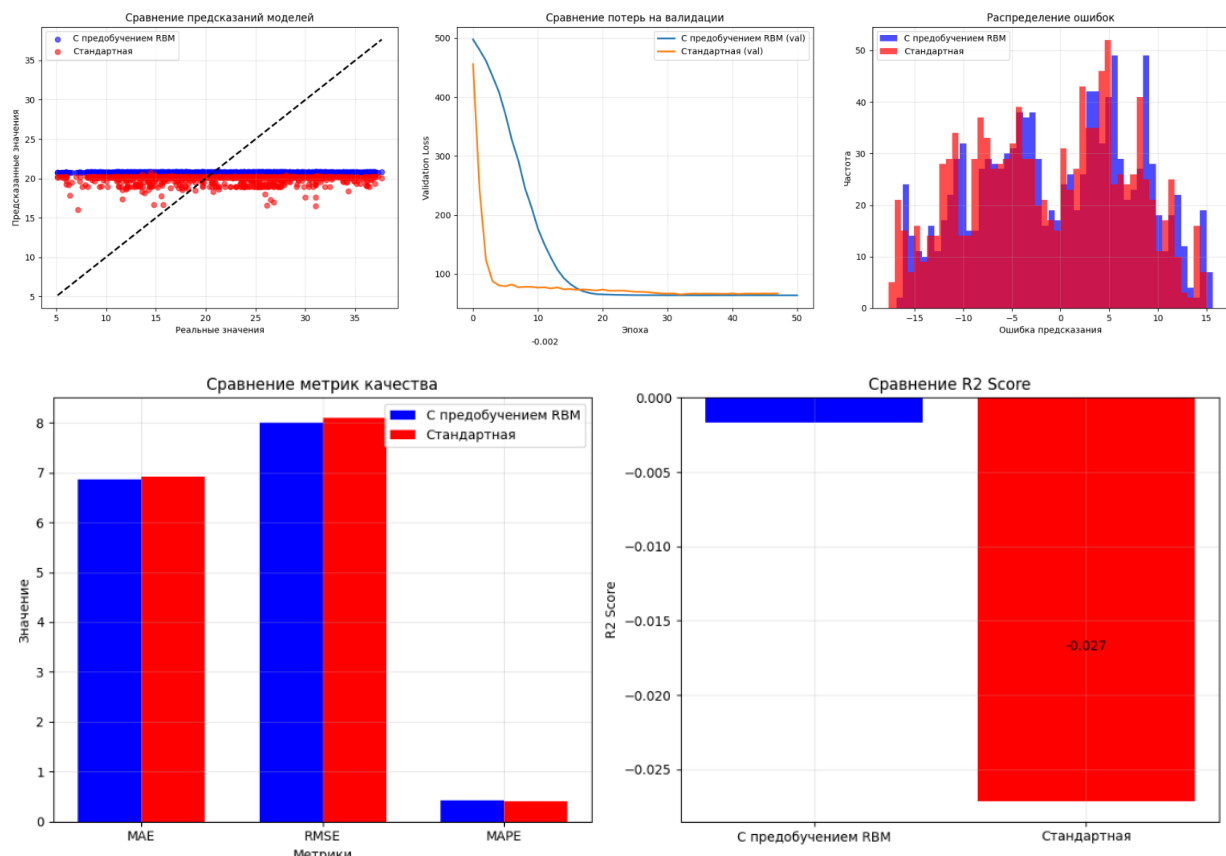 Сравнение предсказаний моделей
С предобучением RBM
Стандартная
35
30
25
20
15
10
5
Предсказанные значения
5
10
15
20
25
30
35
Реальные значения
Сравнение потерь на валидации
С предобучением RBM (val)
Стандартная (val)
500
400
300
200
100
Validation Loss
0
10
20
30
40
50
Эпоха
-0.002
Распределение ошибок
С предобучением RBM
Стандартная
50
40
30
20
10
0
Частота
−15
−10
−5
0
5
10
15
Ошибка предсказания
Сравнение метрик качества
С предобучением RBM
Стандартная
8
7
6
5
4
3
2
1
0
Значение
MAE
RMSE
MAPE
Метрики
Сравнение R2 Score
0.000
−0.005
−0.010
−0.015
−0.020
−0.025
R2 Score
-0.027
С предобучением RBM
Стандартная